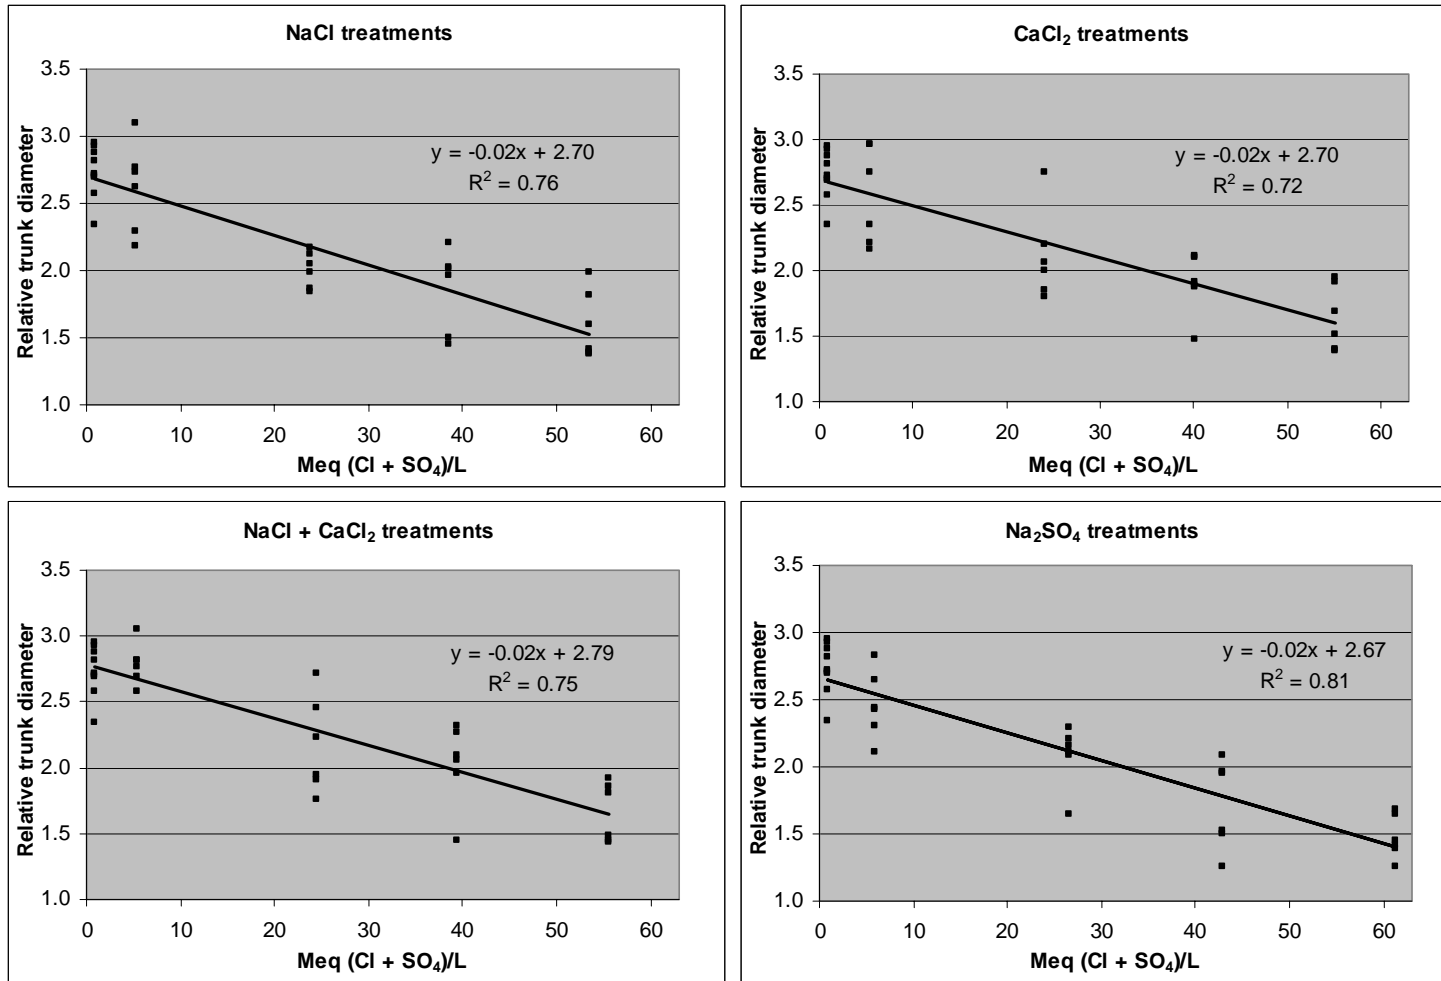 NaCl treatments
3.5
3.0
2.5
2.0
1.5
1.0
Relative trunk diameter
y = -0.02x + 2.70
R² = 0.76
0 10 20 30 40 50 60
Meq (Cl + SO₄)/L
CaCl₂ treatments
3.5
3.0
2.5
2.0
1.5
1.0
Relative trunk diameter
y = -0.02x + 2.70
R² = 0.72
0 10 20 30 40 50 60
Meq (Cl + SO₄)/L
NaCl + CaCl₂ treatments
3.5
3.0
2.5
2.0
1.5
1.0
Relative trunk diameter
y = -0.02x + 2.79
R² = 0.75
0 10 20 30 40 50 60
Meq (Cl + SO₄)/L
Na₂SO₄ treatments
3.5
3.0
2.5
2.0
1.5
1.0
Relative trunk diameter
y = -0.02x + 2.67
R² = 0.81
0 10 20 30 40 50 60
Meq (Cl + SO₄)/L